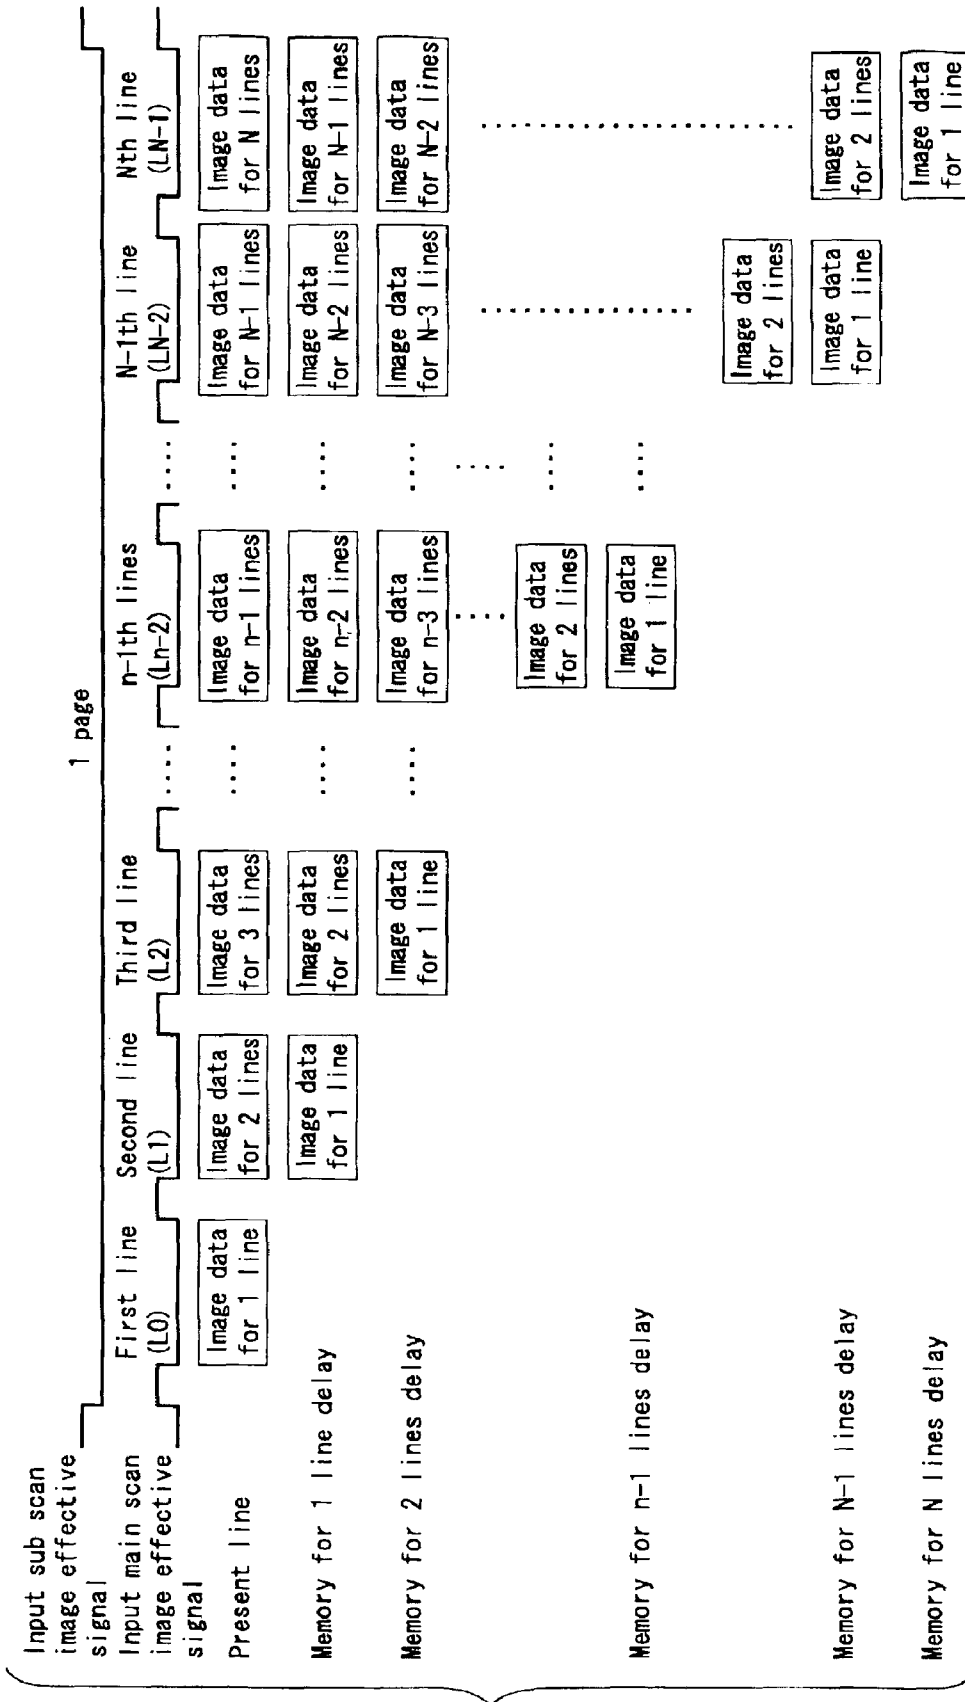 Input sub scan
image effective
signal
1 page
Input main scan
image effective
signal
First line
(L0)
Second line
(L1)
Third line
(L2)
....
n-1th lines
(Ln-2)
....
N-1th line
(LN-2)
Nth line
(LN-1)
Present line
Image data
for 1 line
Image data
for 2 lines
Image data
for 3 lines
....
Image data
for n-1 lines
....
Image data
for N-1 lines
Image data
for N lines
Memory for 1 line delay
Image data
for 1 line
Image data
for 2 lines
....
Image data
for n-2 lines
....
Image data
for N-2 lines
Image data
for N-1 lines
Memory for 2 lines delay
Image data
for 1 line
....
Image data
for n-3 lines
....
Image data
for N-3 lines
Image data
for N-2 lines
Image data
for 2 lines
....
Memory for n-1 lines delay
Image data
for 1 line
....
Image data
for 2 lines
Memory for N-1 lines delay
Image data
for 1 line
Image data
for 2 lines
Memory for N lines delay
Image data
for 1 line